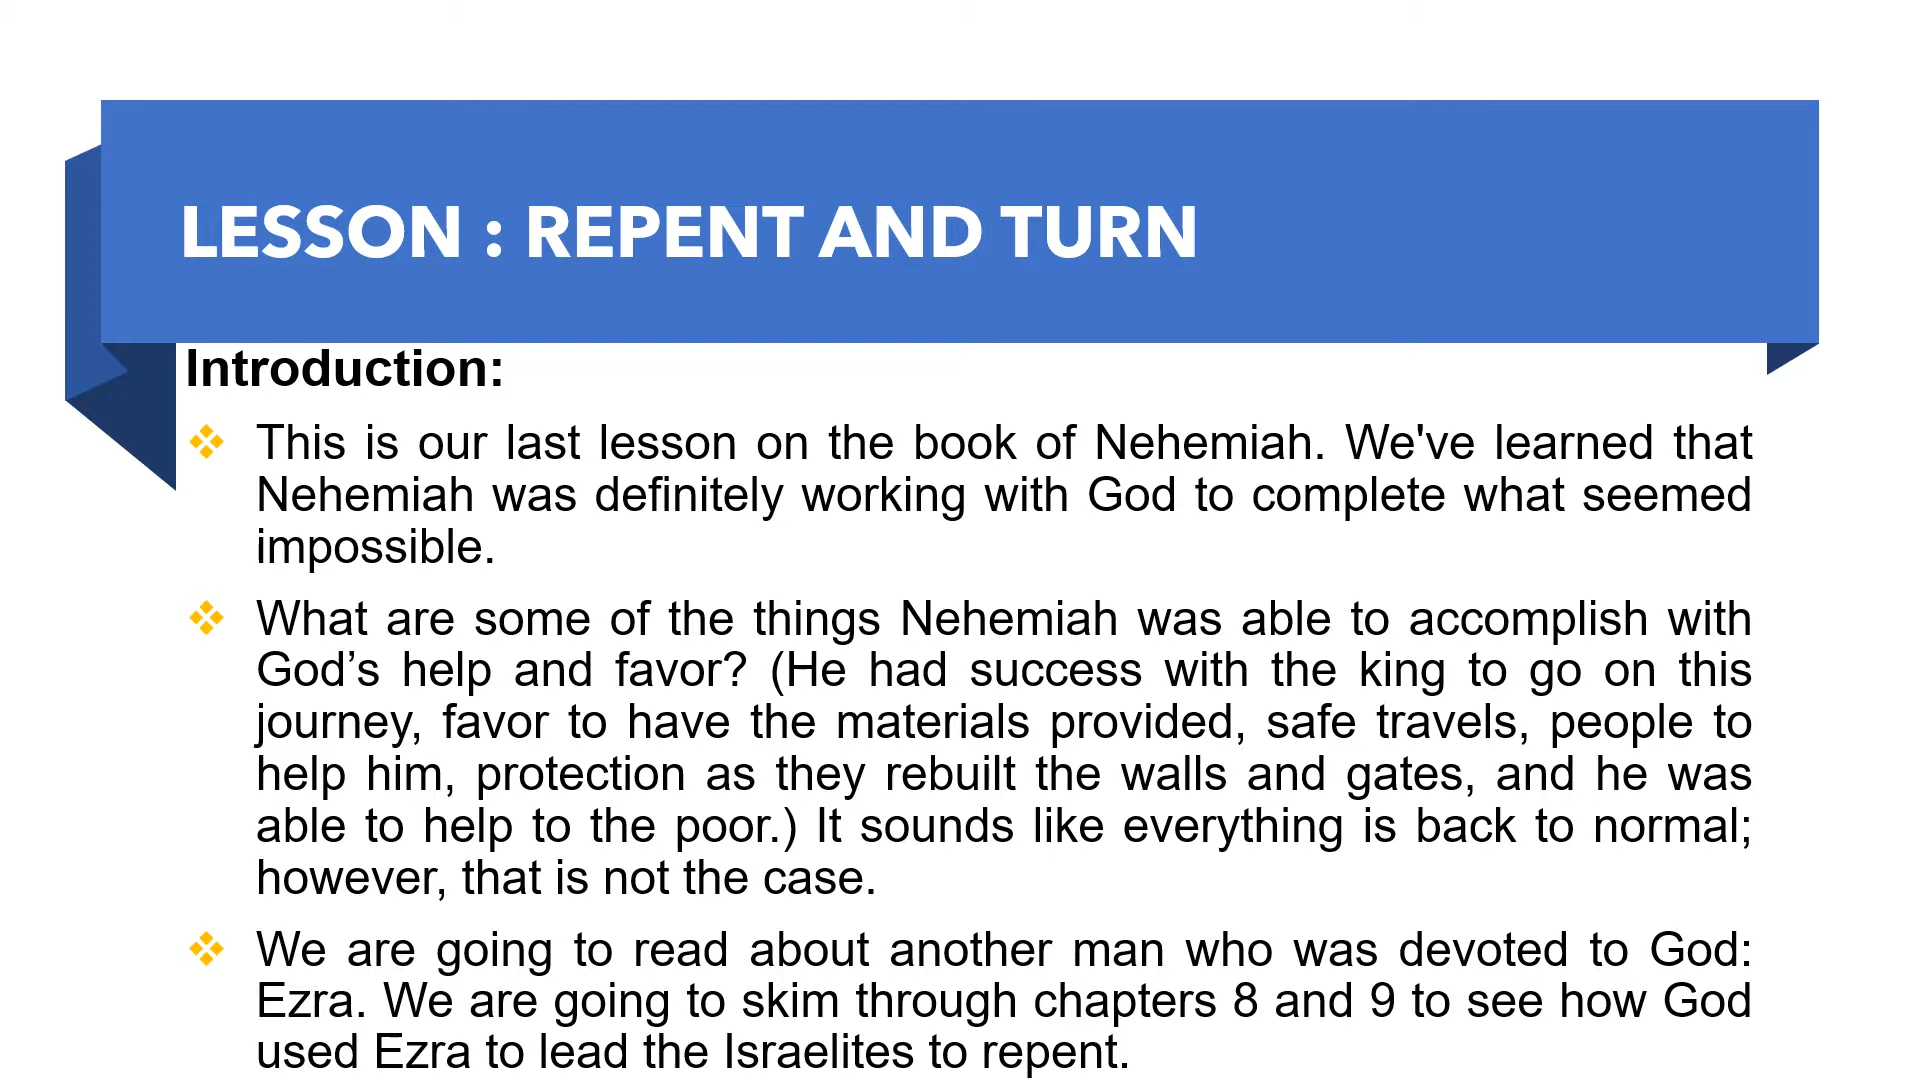 LESSON : REPENT AND TURN
Introduction:
This is our last lesson on the book of Nehemiah. We've learned that
Nehemiah was definitely working with God to complete what seemed
impossible.
What are some of the things Nehemiah was able to accomplish with
God’s help and favor? (He had success with the king to go on this
journey, favor to have the materials provided, safe travels, people to
help him, protection as they rebuilt the walls and gates, and he was
able to help to the poor.) It sounds like everything is back to normal;
however, that is not the case.
We are going to read about another man who was devoted to God:
Ezra. We are going to skim through chapters 8 and 9 to see how God
used Ezra to lead the Israelites to repent.